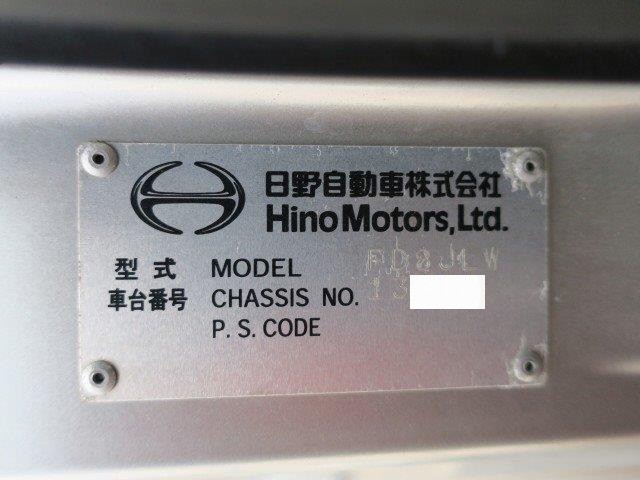 日野自動車株式会社
Hino Motors, Ltd.
型式 MODEL FD8JLW
車台番号 CHASSIS NO. 13
P.S.CODE